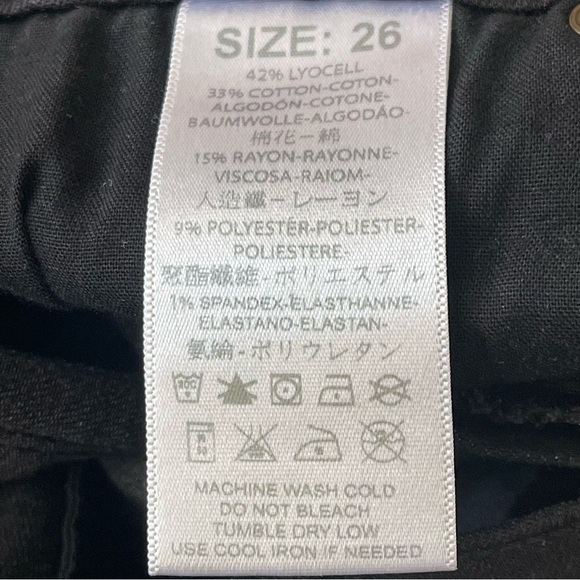 SIZE: 26
42% LYOCELL
33% COTTON-COTON-
ALGODÓN-COTONE-
BAUMWOLLE-ALGODÃO-
棉花-綿
15% RAYON-RAYONNE-
VISCOSA-RAIOM-
人造纖-レーヨン
9% POLYESTER-POLIESTER-
POLIESTERE-
聚酯纖維-ポリエステル
1% SPANDEX-ELASTHANNE-
ELASTANO-ELASTAN-
氨綸-ポリウレタン
MACHINE WASH COLD
DO NOT BLEACH
TUMBLE DRY LOW
USE COOL IRON IF NEEDED